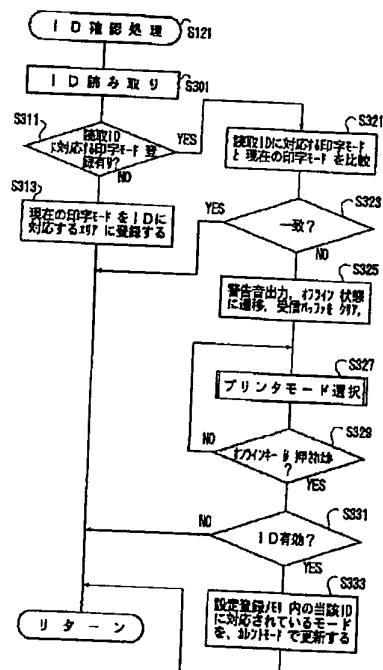 ID確認処理
S121
ID読み取り
S301
S311
読取ID
に対応する印字モード登
録有り?
YES
NO
S313
現在の印字モードをIDに
対応するエリアに登録する
S321
読取IDに対応する印字モード
と現在の印字モードを比較
S323
YES
一致?
NO
S325
警告音出力、オフライン状態
に遷移、受信バッファをクリア、
S327
プリンタモード選択
S329
NO
オンラインキーが押されたか
?
YES
S331
NO
ID有効?
YES
S333
設定登録メモリ内の当該ID
に対応されているモード
を、カレントモードで更新する
リターン